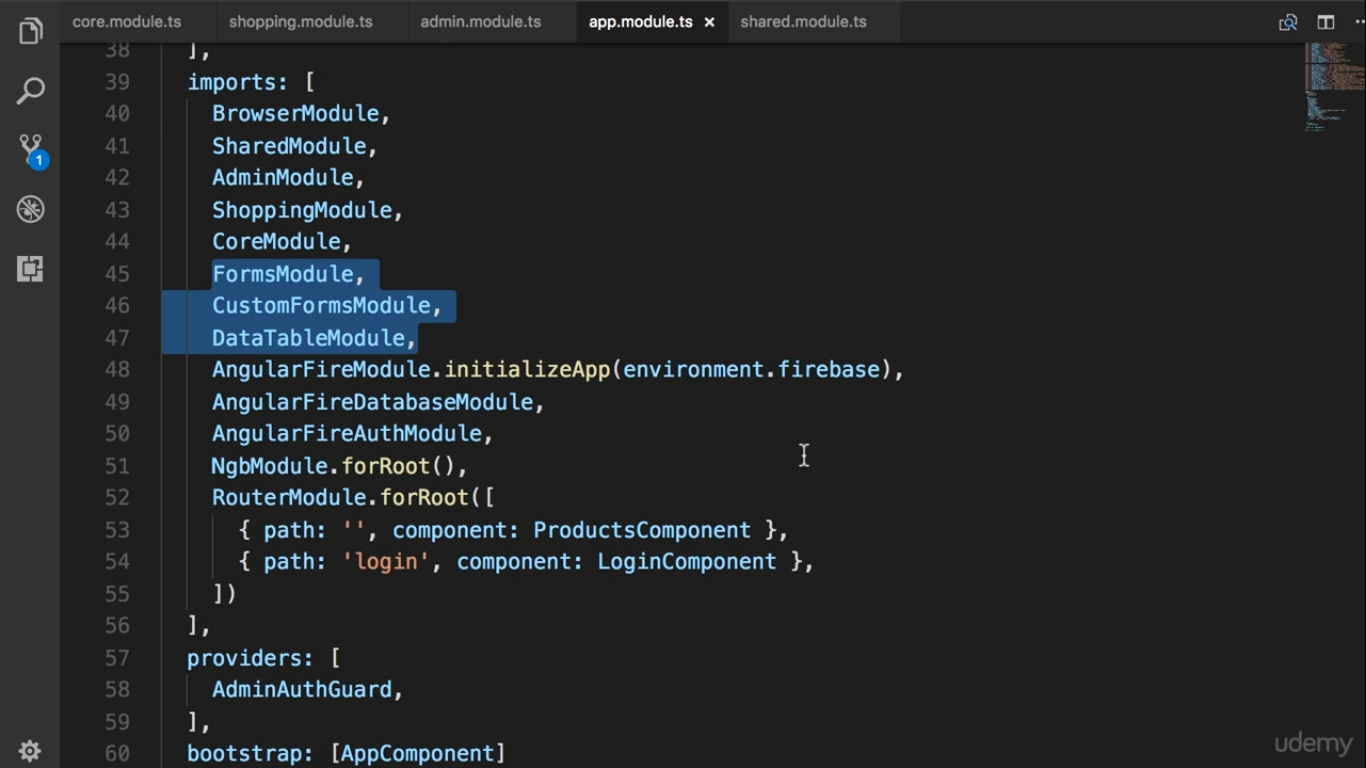 core.module.ts shopping.module.ts admin.module.ts app.module.ts × shared.module.ts
38 ],
39 imports: [
40 BrowserModule,
41 SharedModule,
42 AdminModule,
43 ShoppingModule,
44 CoreModule,
45 FormsModule,
46 CustomFormsModule,
47 DataTableModule,
48 AngularFireModule.initializeApp(environment.firebase),
49 AngularFireDatabaseModule,
50 AngularFireAuthModule,
51 NgbModule.forRoot(),
52 RouterModule.forRoot([
53 { path: '', component: ProductsComponent },
54 { path: 'login', component: LoginComponent },
55 ])
56 ],
57 providers: [
58 AdminAuthGuard,
59 ],
60 bootstrap: [AppComponent]
1
udemy